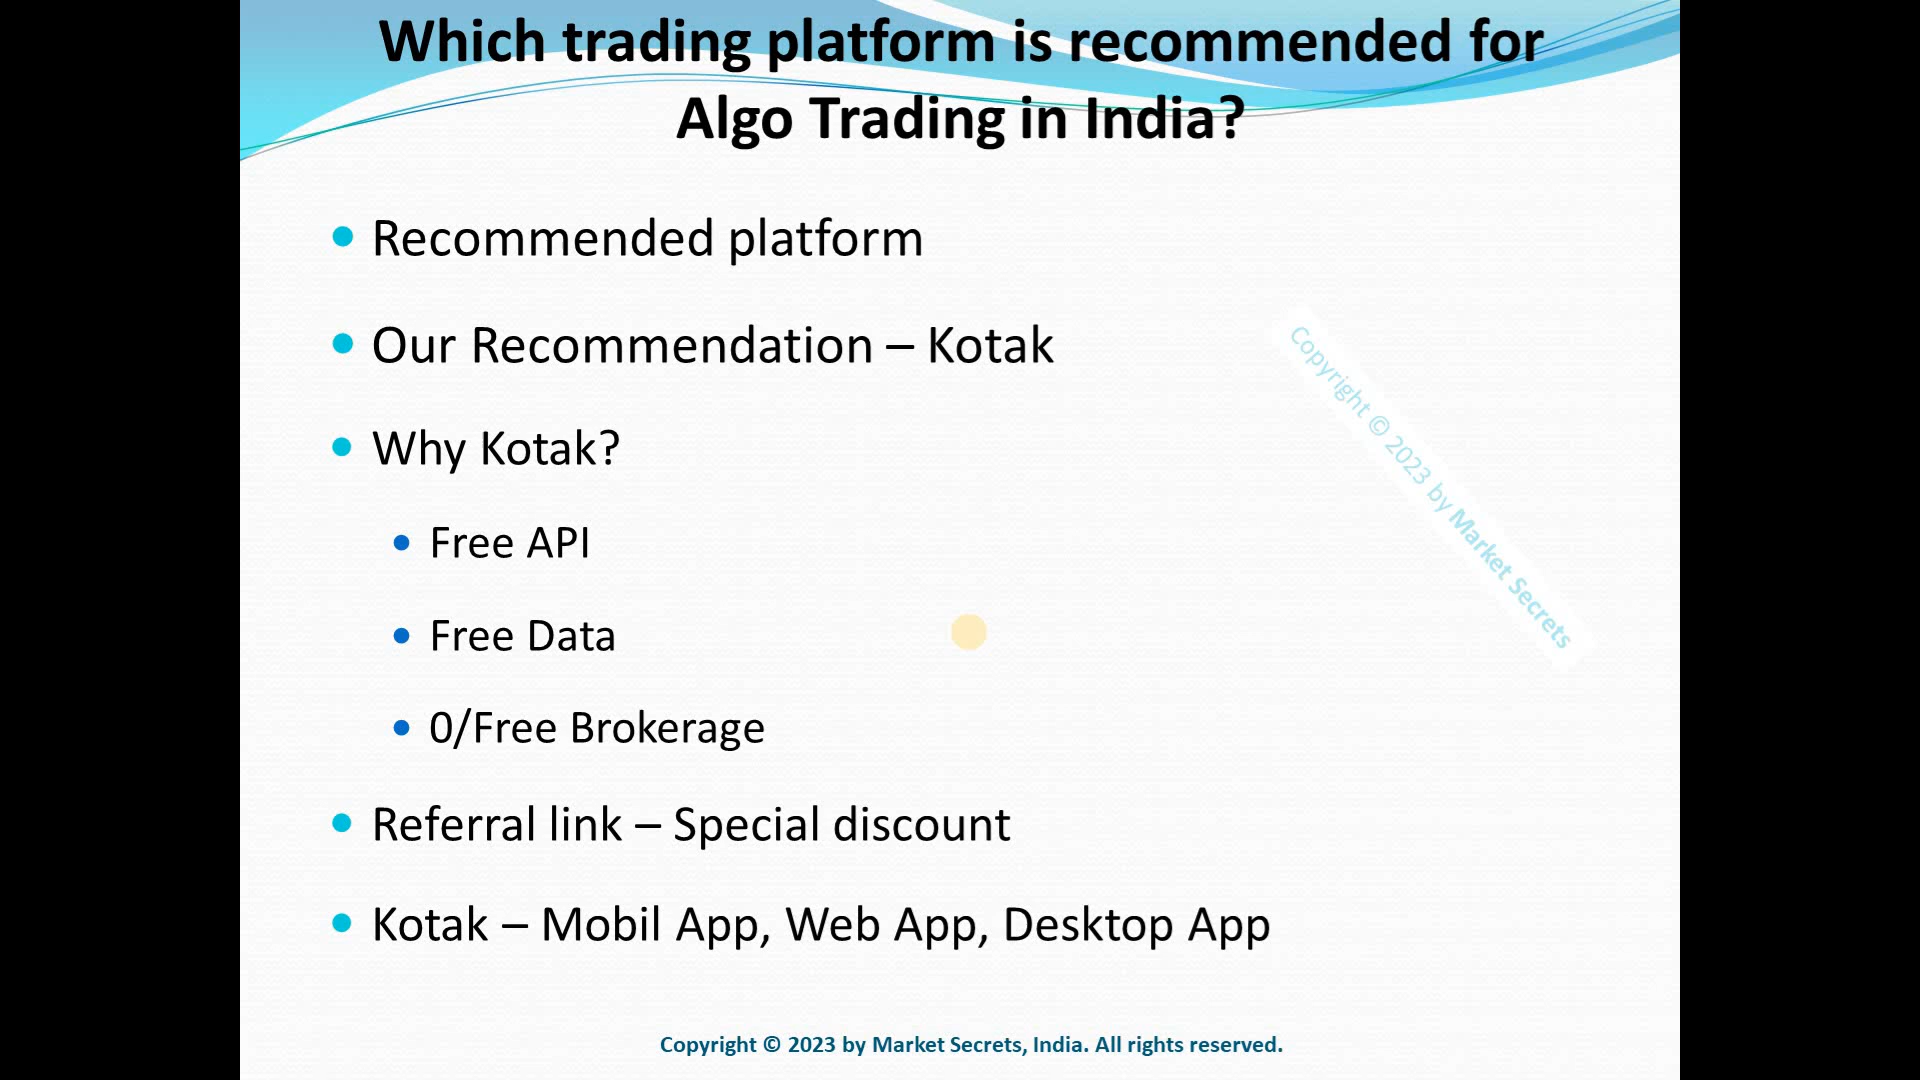 Which trading platform is recommended for
Algo Trading in India?
Recommended platform
Our Recommendation – Kotak
Why Kotak?
Free API
Free Data
0/Free Brokerage
Referral link – Special discount
Kotak – Mobil App, Web App, Desktop App
Copyright © 2023 by Market Secrets
Copyright © 2023 by Market Secrets, India. All rights reserved.